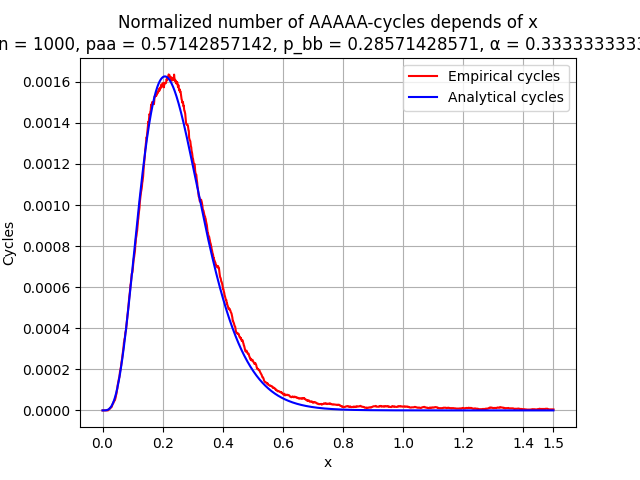 Normalized number of AAAAA-cycles depends of x
n = 1000, paa = 0.57142857142, p_bb = 0.28571428571, α = 0.3333333333
Empirical cycles
Analytical cycles
0.0016
0.0014
0.0012
0.0010
0.0008
0.0006
0.0004
0.0002
0.0000
Cycles
0.0 0.2 0.4 0.6 0.8 1.0 1.2 1.4 1.5
x